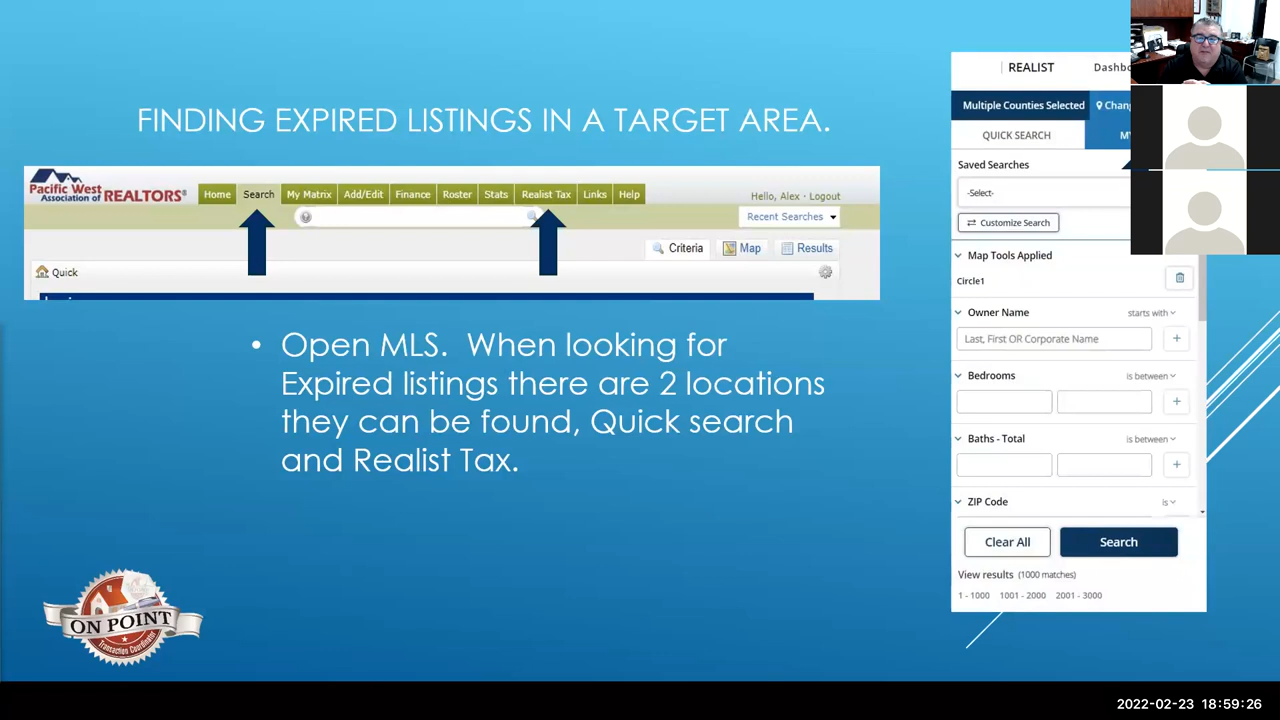 FINDING EXPIRED LISTINGS IN A TARGET AREA.
Pacific West
Association of REALTORS®
Home Search My Matrix Add/Edit Finance Roster Stats Realist Tax Links Help
Hello, Alex - Logout
Recent Searches
Criteria Map Results
Quick
• Open MLS. When looking for
Expired listings there are 2 locations
they can be found, Quick search
and Realist Tax.
ON POINT
Transaction Coordinator
REALIST Dashbo
Multiple Counties Selected Chang
QUICK SEARCH MY
Saved Searches
-Select-
Customize Search
Map Tools Applied
Circle1
Owner Name starts with
Last, First OR Corporate Name
Bedrooms is between
Baths - Total is between
ZIP Code is
Clear All Search
View results (1000 matches)
1 - 1000 1001 - 2000 2001 - 3000
2022-02-23 18:59:26